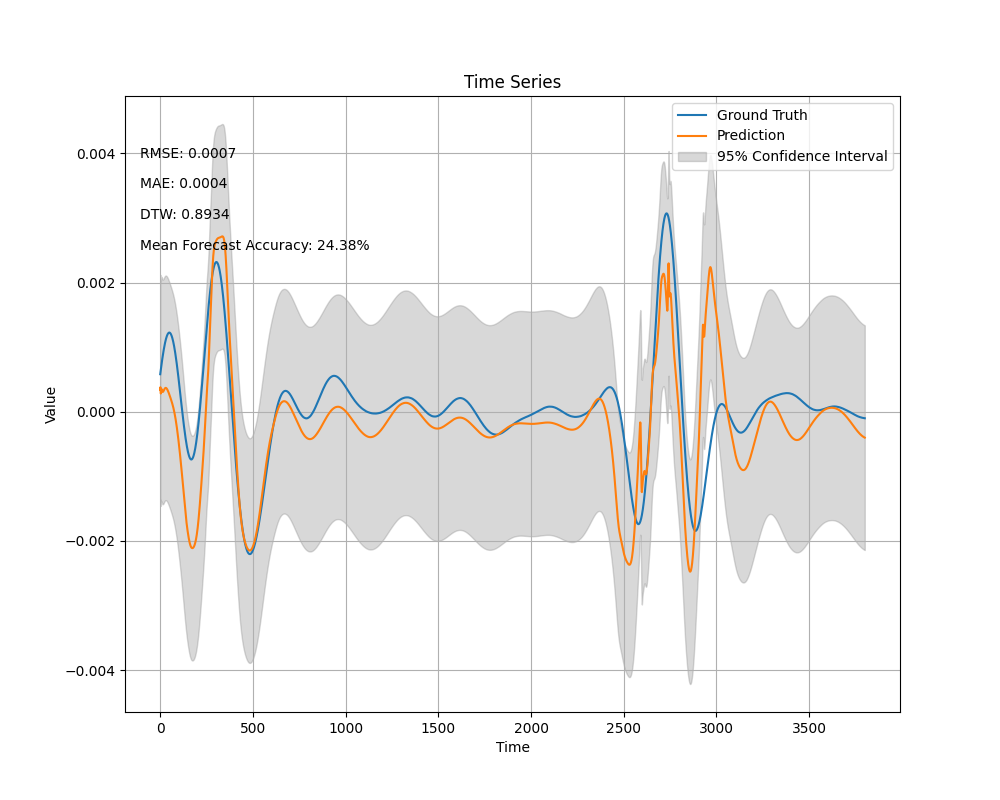 Time Series
Ground Truth
Prediction
95% Confidence Interval
RMSE: 0.0007
MAE: 0.0004
DTW: 0.8934
Mean Forecast Accuracy: 24.38%
0.004
0.002
0.000
−0.002
−0.004
Value
0 500 1000 1500 2000 2500 3000 3500
Time